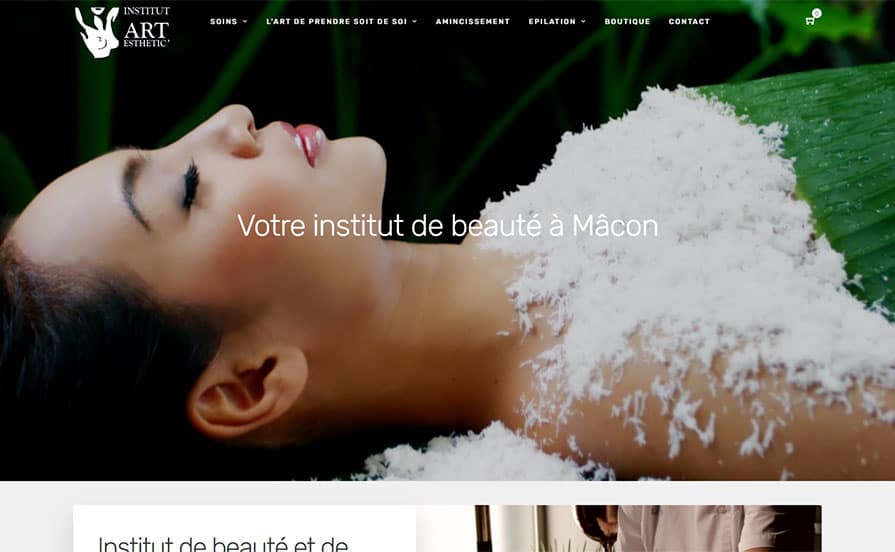 INSTITUT
ART
ESTHETIC'
SOINS
L'ART DE PRENDRE SOIT DE SOI
AMINCISSEMENT
EPILATION
BOUTIQUE
CONTACT
0
Votre institut de beauté à Mâcon
Institut de beauté et de